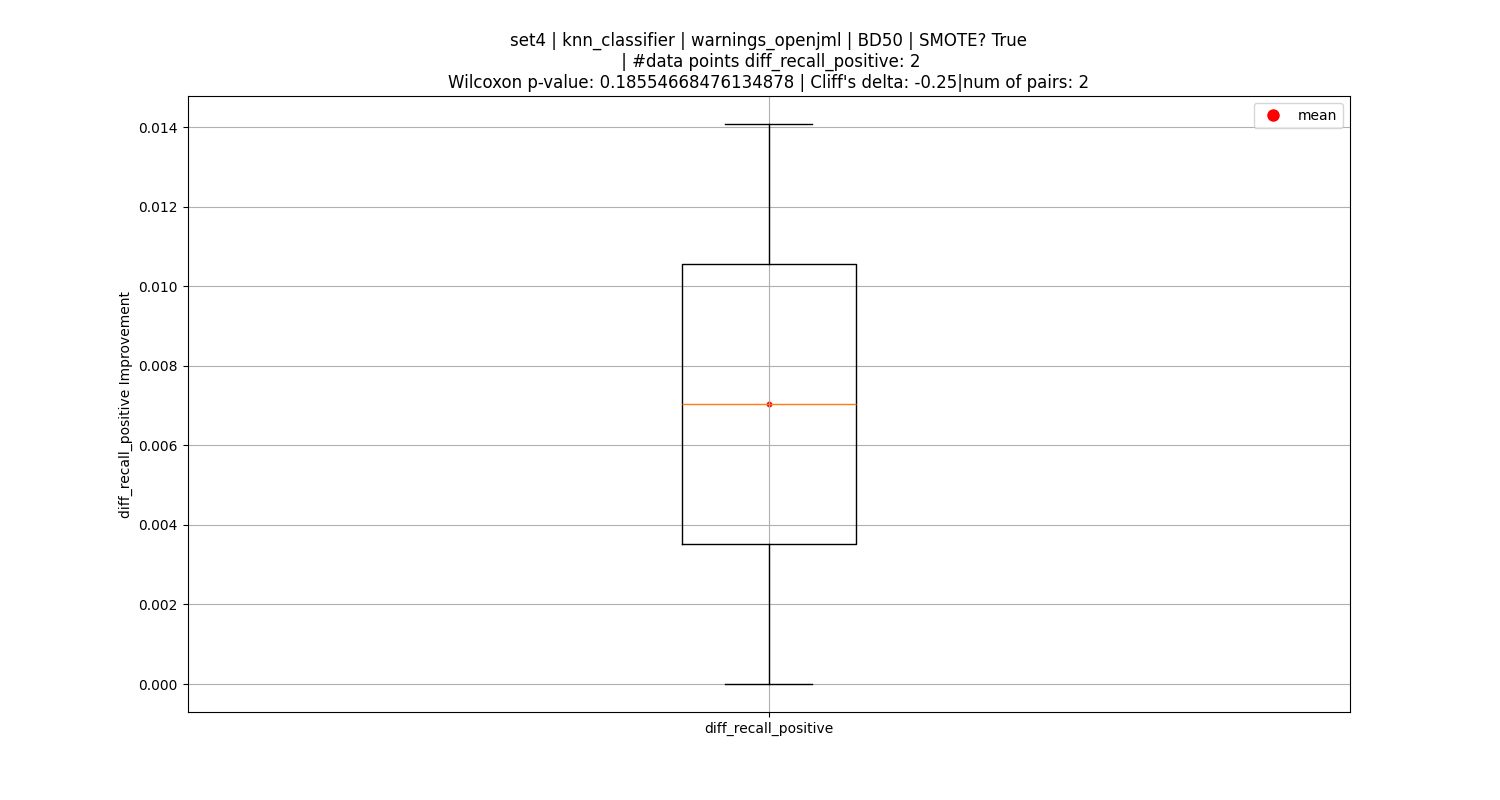 set4 | knn_classifier | warnings_openjml | BD50 | SMOTE? True
| #data points diff_recall_positive: 2
Wilcoxon p-value: 0.18554668476134878 | Cliff's delta: -0.25|num of pairs: 2
mean
0.014
0.012
0.010
0.008
0.006
0.004
0.002
0.000
diff_recall_positive Improvement
diff_recall_positive